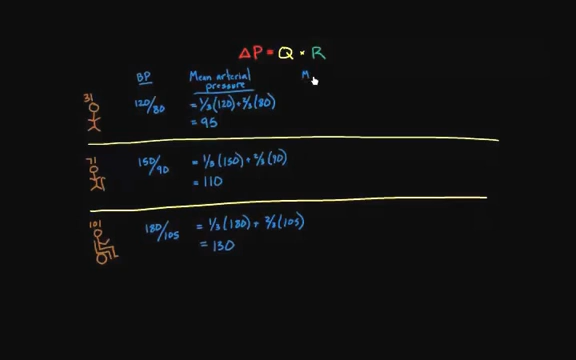 ΔP = Q × R
BP Mean arterial pressure M
31 120/80 = 1/3(120) + 2/3(80)
= 95
71 150/90 = 1/3(150) + 2/3(90)
= 110
101 180/105 = 1/3(180) + 2/3(105)
= 130